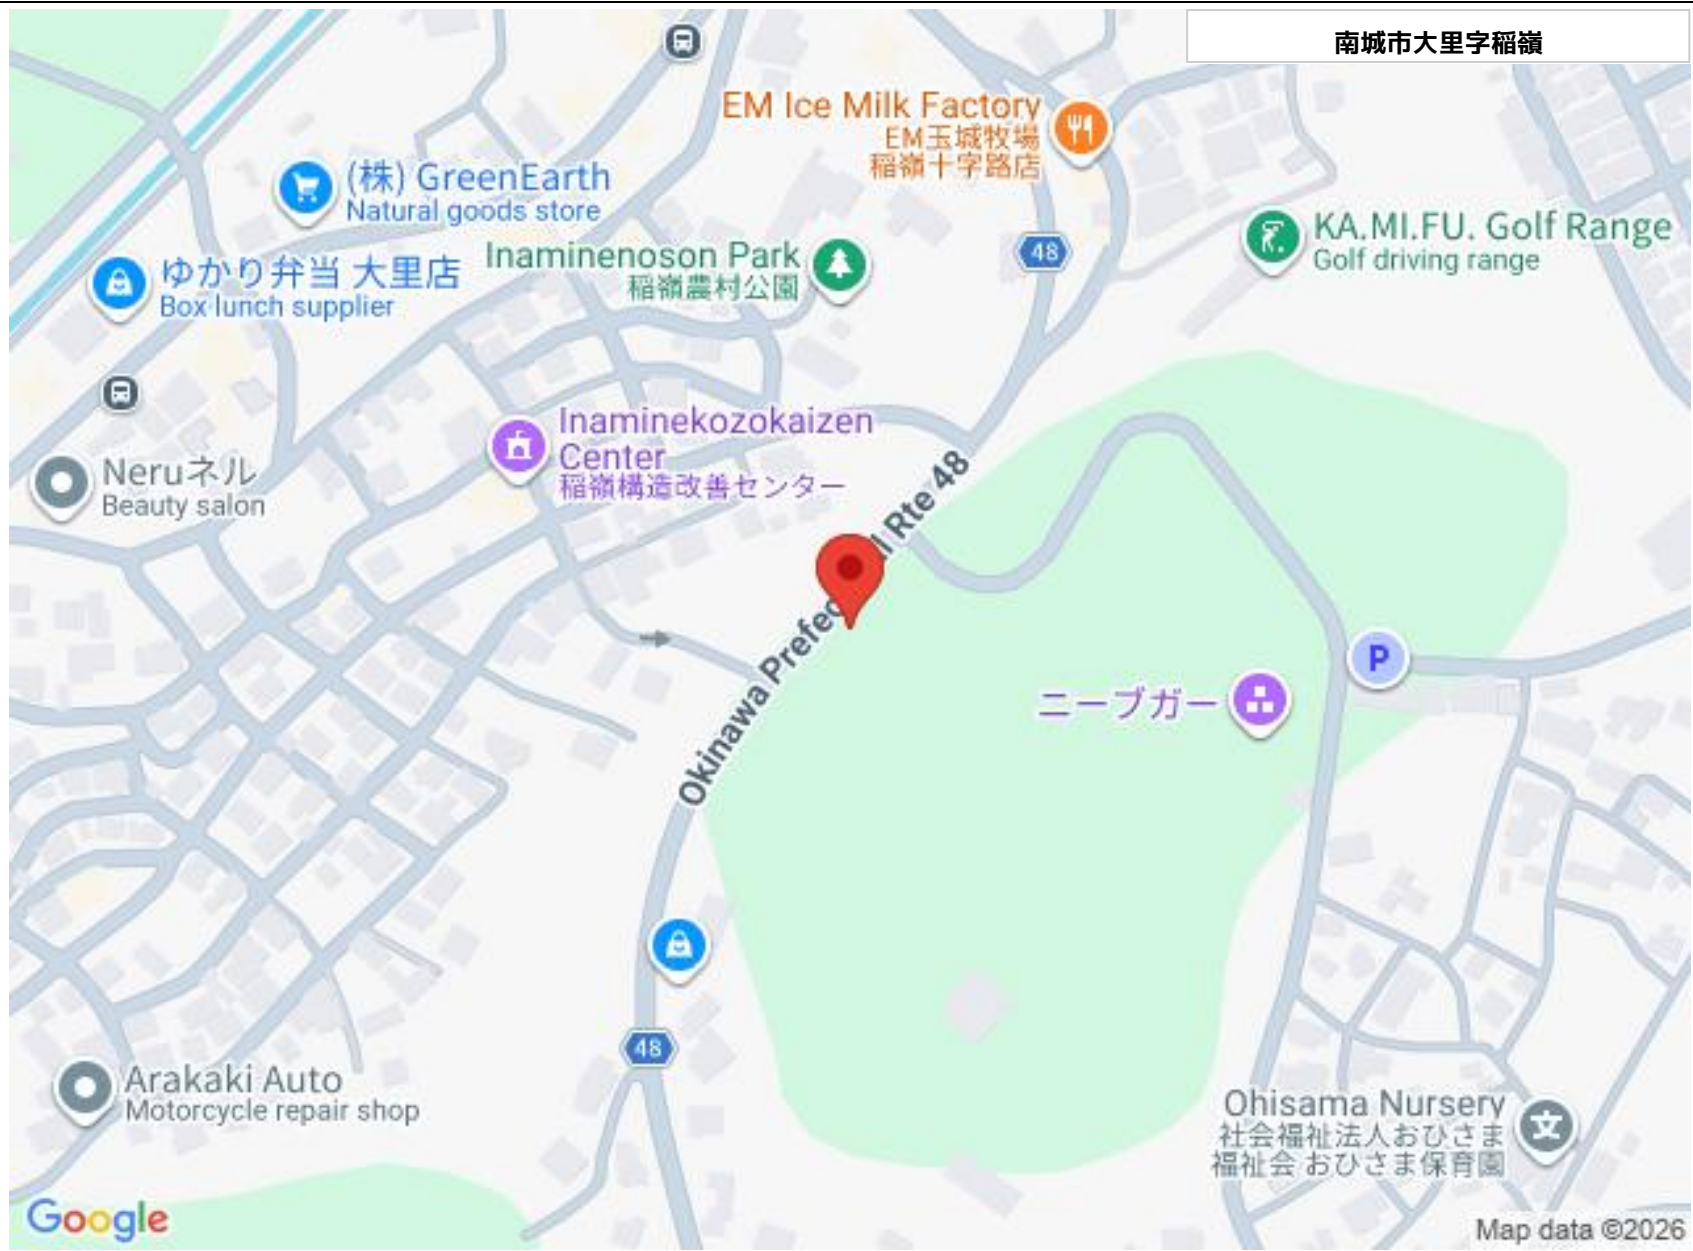 南城市大里字稲嶺
EM Ice Milk Factory
EM玉城牧場
稲嶺十字路店
(株) GreenEarth
Natural goods store
KA.MI.FU. Golf Range
Golf driving range
48
Inaminenoson Park
稲嶺農村公園
ゆかり弁当 大里店
Box lunch supplier
Inaminekozokaizen
Center
稲嶺構造改善センター
Neruネル
Beauty salon
Okinawa Prefec l Rte 48
P
ニーブガー
48
Arakaki Auto
Motorcycle repair shop
Ohisama Nursery
社会福祉法人おひさま
福祉会 おひさま保育園
文
Google
Map data ©2026